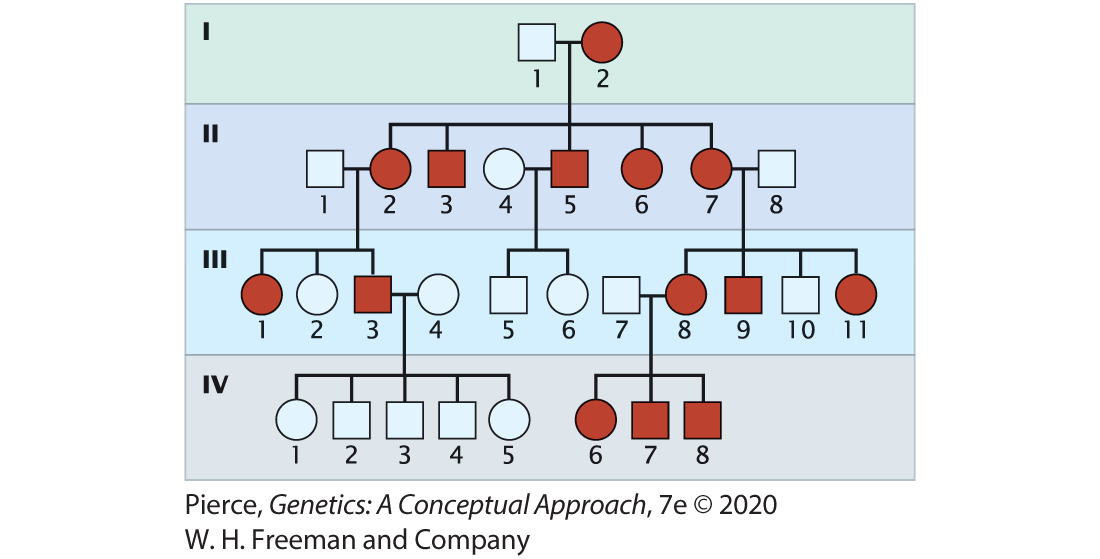 I
1 2
II
1 2 3 4 5 6 7 8
III
1 2 3 4 5 6 7 8 9 10 11
IV
1 2 3 4 5 6 7 8
Pierce, Genetics: A Conceptual Approach, 7e © 2020
W. H. Freeman and Company